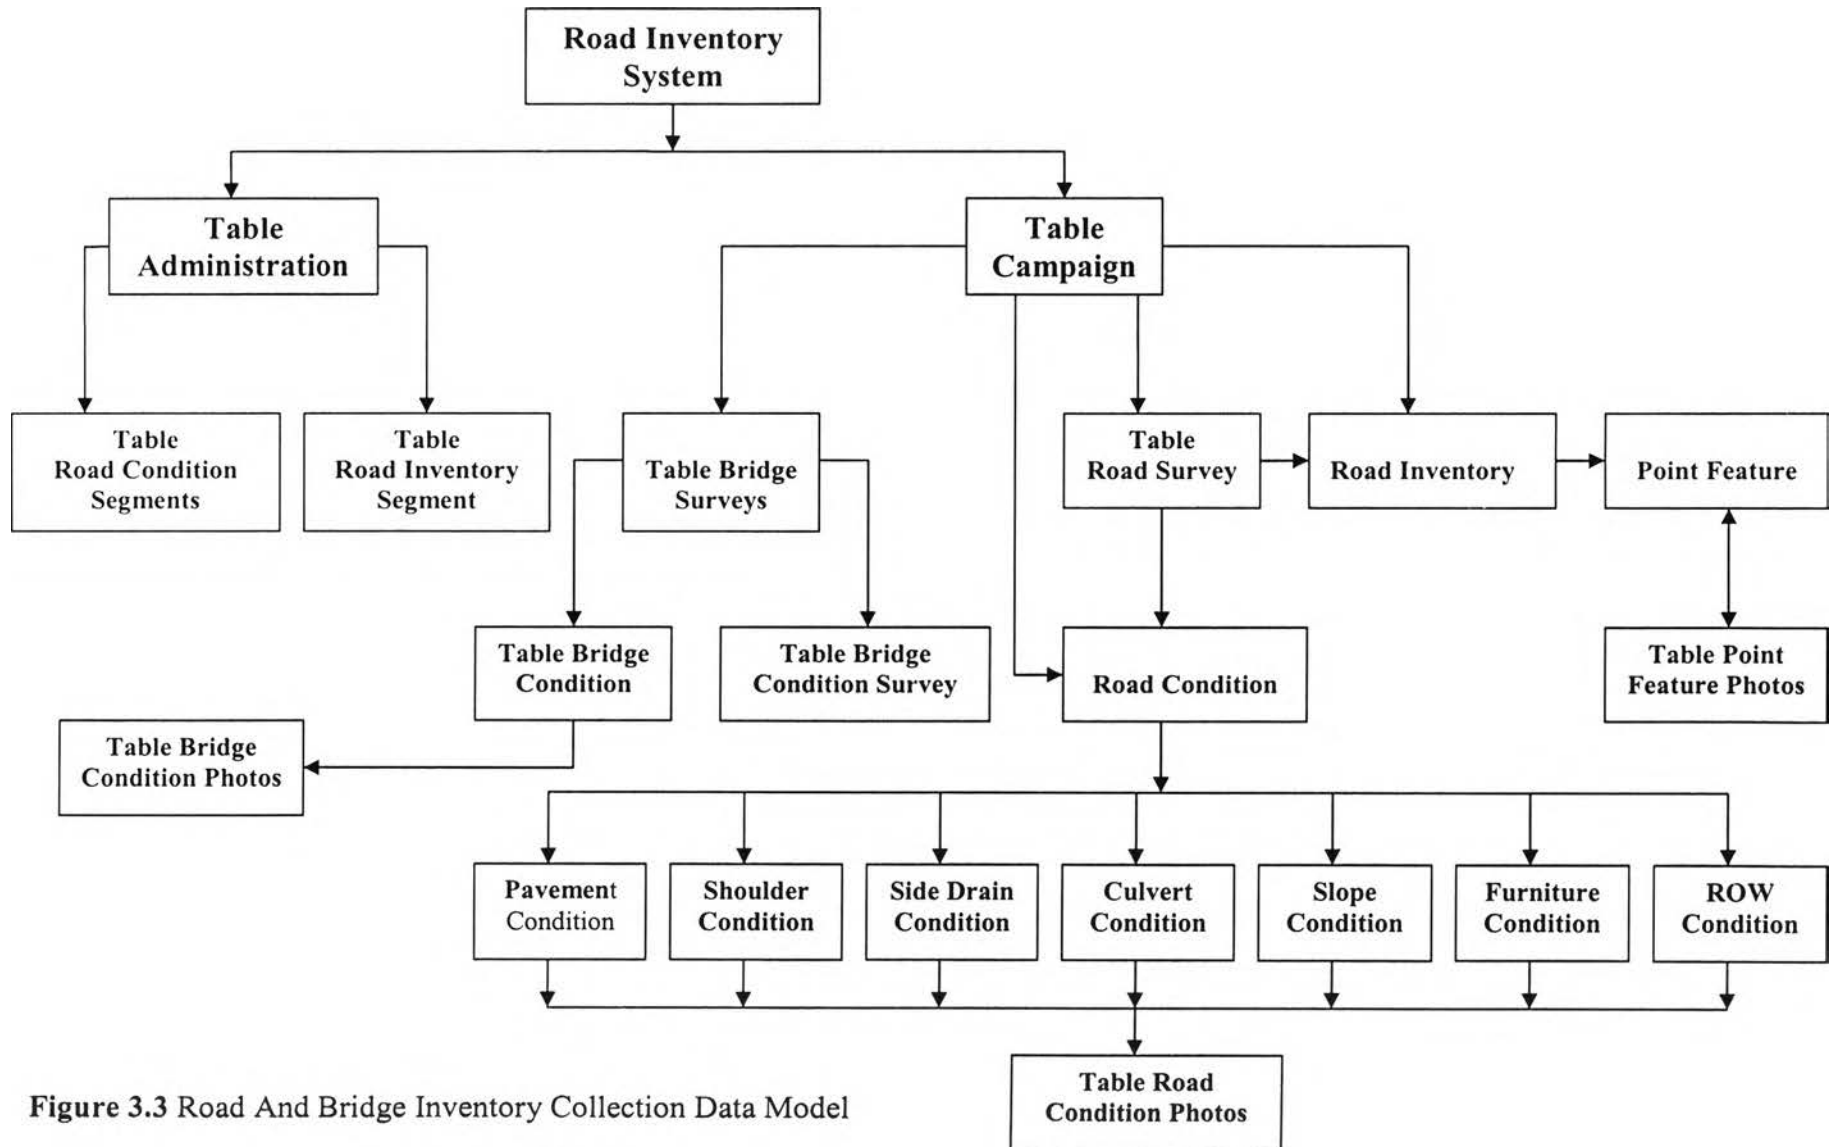 Road Inventory
System
Table
Administration
Table
Campaign
Table
Road Condition
Segments
Table
Road Inventory
Segment
Table Bridge
Surveys
Table
Road Survey
Road Inventory
Point Feature
Table Bridge
Condition
Table Bridge
Condition Survey
Road Condition
Table Point
Feature Photos
Table Bridge
Condition Photos
Pavement
Condition
Shoulder
Condition
Side Drain
Condition
Culvert
Condition
Slope
Condition
Furniture
Condition
ROW
Condition
Table Road
Condition Photos
Figure 3.3 Road And Bridge Inventory Collection Data Model